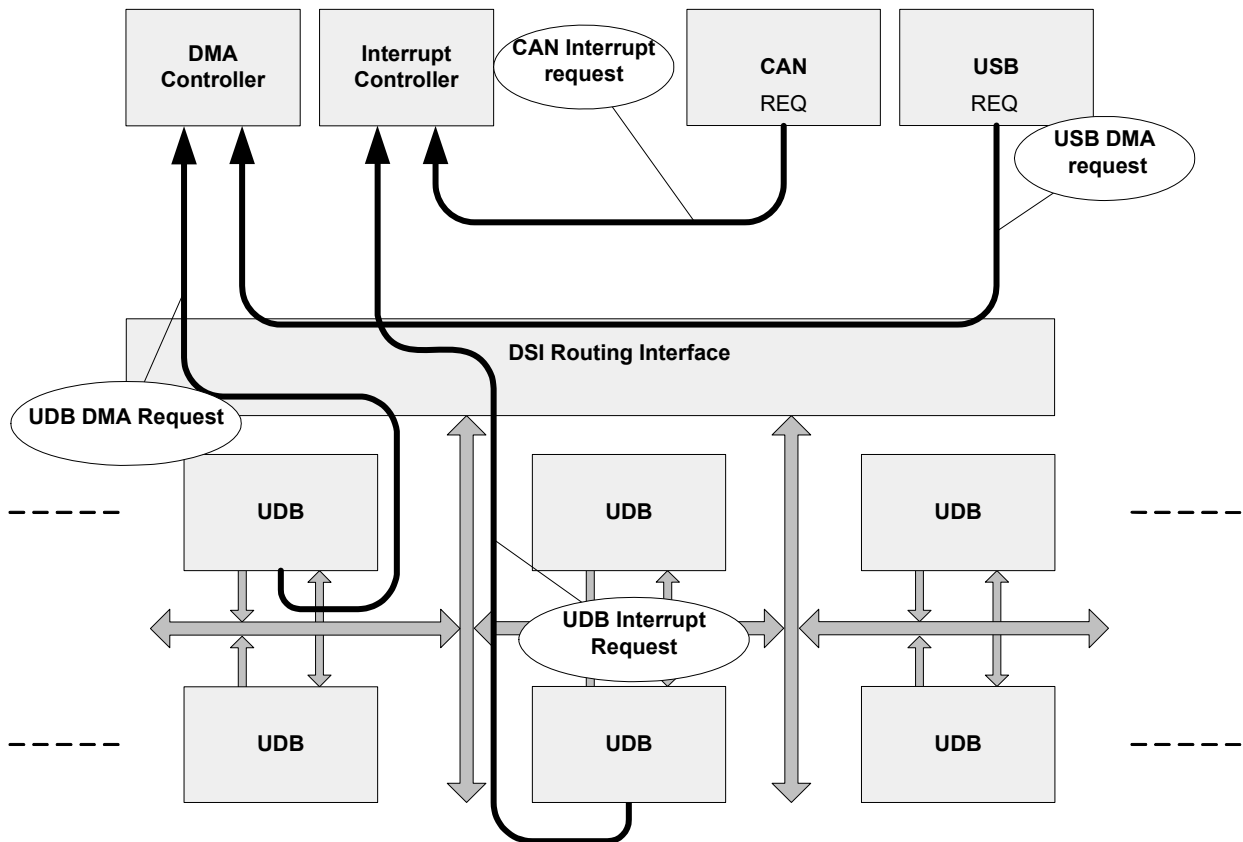 DMA
Controller
Interrupt
Controller
CAN Interrupt
request
CAN
REQ
USB
REQ
USB DMA
request
DSI Routing Interface
UDB DMA Request
UDB
UDB
UDB
UDB Interrupt
Request
UDB
UDB
UDB